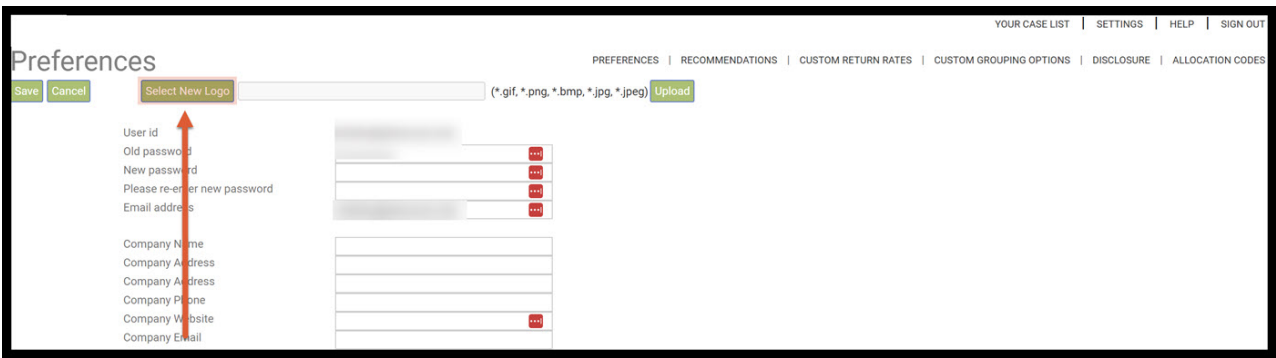 YOUR CASE LIST | SETTINGS | HELP | SIGN OUT
Preferences
PREFERENCES | RECOMMENDATIONS | CUSTOM RETURN RATES | CUSTOM GROUPING OPTIONS | DISCLOSURE | ALLOCATION CODES
Save Cancel Select New Logo (*.gif, *.png, *.bmp, *.jpg, *.jpeg) Upload
User id
Old password
New password
Please re-enter new password
Email address
Company Name
Company Address
Company Address
Company Phone
Company Website
Company Email